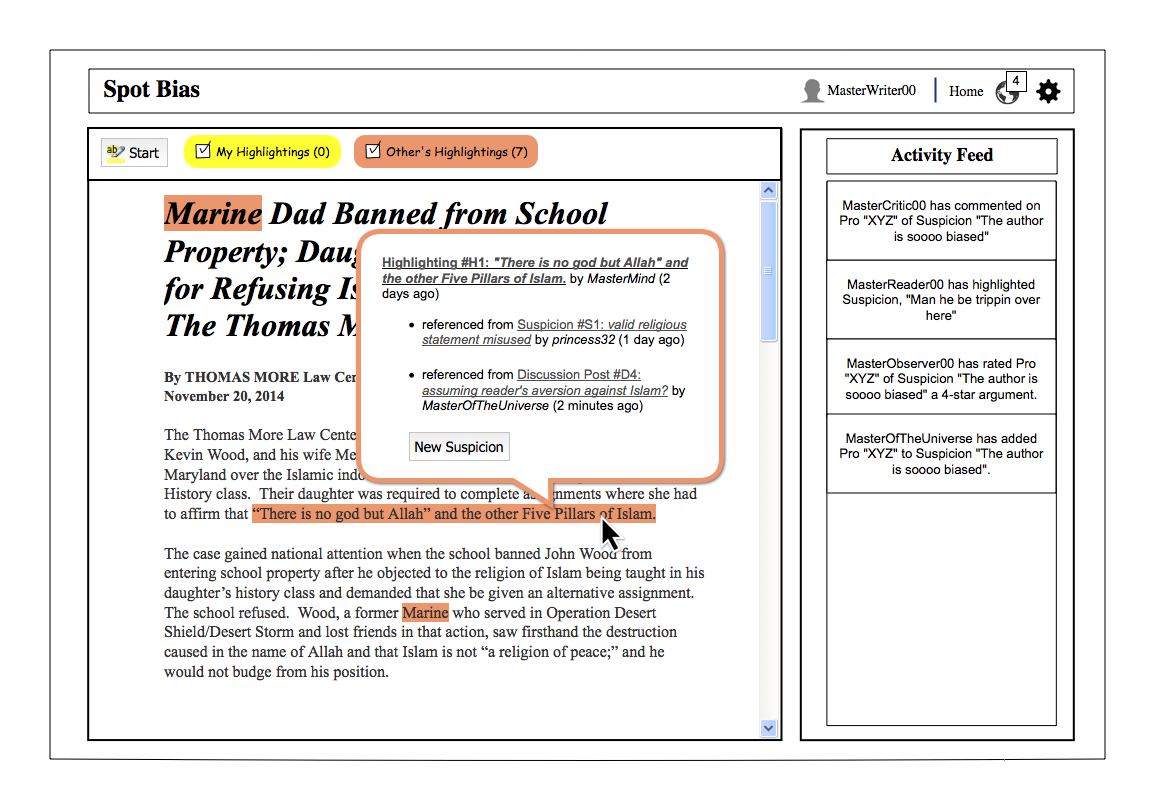 Spot Bias
MasterWriter00
Home
4
Start
My Highlightings (0)
Other's Highlightings (7)
Marine Dad Banned from School
Property; Daug
for Refusing Is
The Thomas M
By THOMAS MORE Law Cen
November 20, 2014
The Thomas More Law Cente
Kevin Wood, and his wife Me
Maryland over the Islamic indo
History class. Their daughter was required to complete as nments where she had
to affirm that “There is no god but Allah” and the other Five Pillars of Islam.
The case gained national attention when the school banned John Wood from
entering school property after he objected to the religion of Islam being taught in his
daughter’s history class and demanded that she be given an alternative assignment.
The school refused. Wood, a former Marine who served in Operation Desert
Shield/Desert Storm and lost friends in that action, saw firsthand the destruction
caused in the name of Allah and that Islam is not “a religion of peace;” and he
would not budge from his position.
Highlighting #H1: "There is no god but Allah" and
the other Five Pillars of Islam. by MasterMind (2
days ago)
• referenced from Suspicion #S1: valid religious
statement misused by princess32 (1 day ago)
• referenced from Discussion Post #D4:
assuming reader's aversion against Islam? by
MasterOfTheUniverse (2 minutes ago)
New Suspicion
Activity Feed
MasterCritic00 has commented on
Pro "XYZ" of Suspicion "The author
is soooo biased"
MasterReader00 has highlighted
Suspicion, "Man he be trippin over
here"
MasterObserver00 has rated Pro
"XYZ" of Suspicion "The author is
soooo biased" a 4-star argument.
MasterOfTheUniverse has added
Pro "XYZ" to Suspicion "The author
is soooo biased".